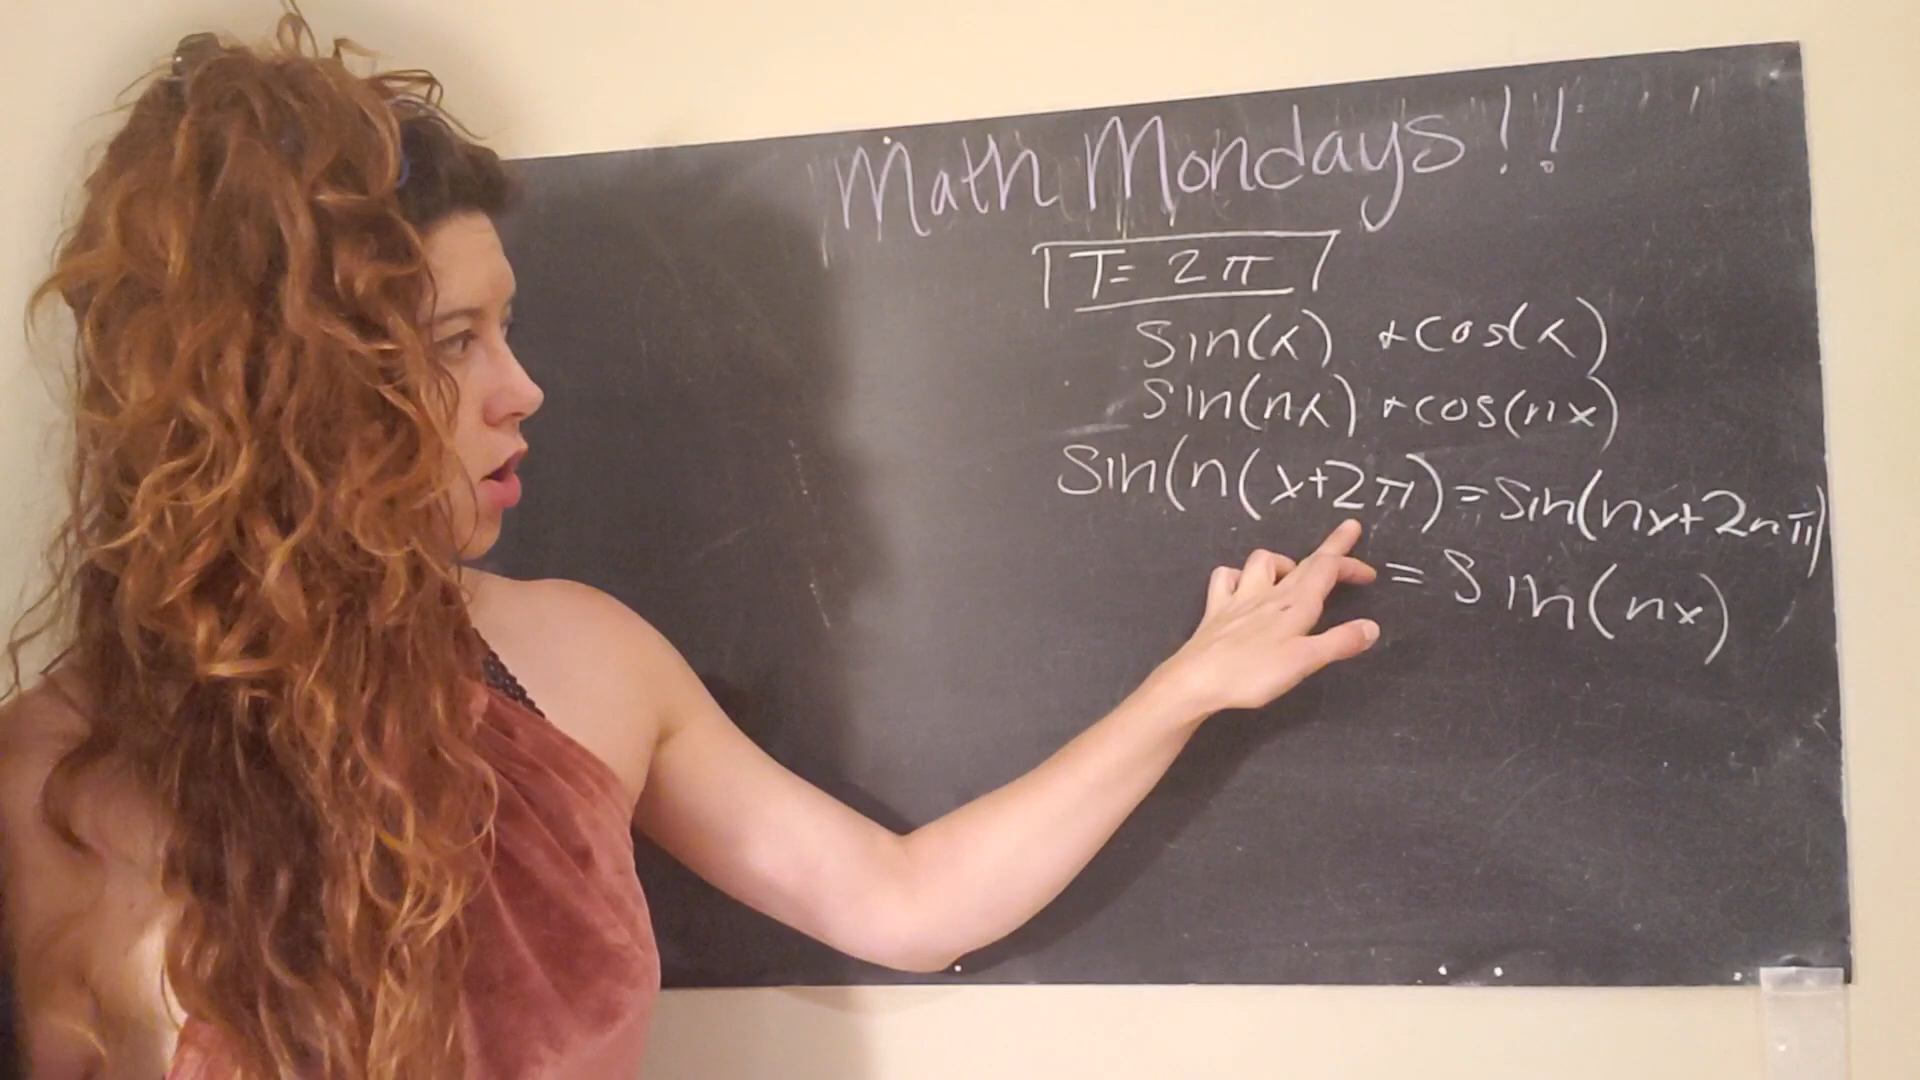 Math Mondays!!
T= 2π
Sin(x) + cos(x)
Sin(nx) + cos(nx)
Sin(n(x+2π)=Sin(nx+2nπ)
= Sin(nx)